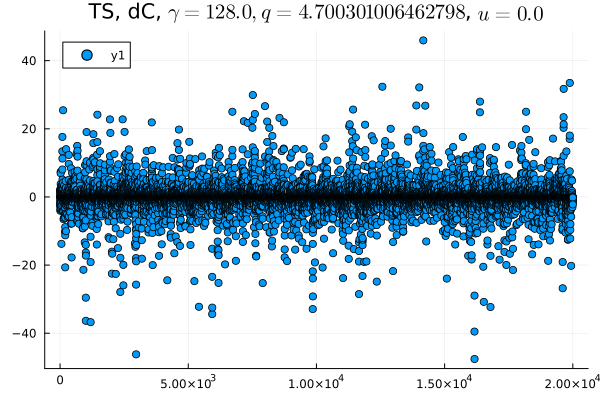 TS, dC, γ = 128.0, q = 4.700301006462798, u = 0.0
y1
40
20
0
−20
−40
0 5.00×10³ 1.00×10⁴ 1.50×10⁴ 2.00×10⁴